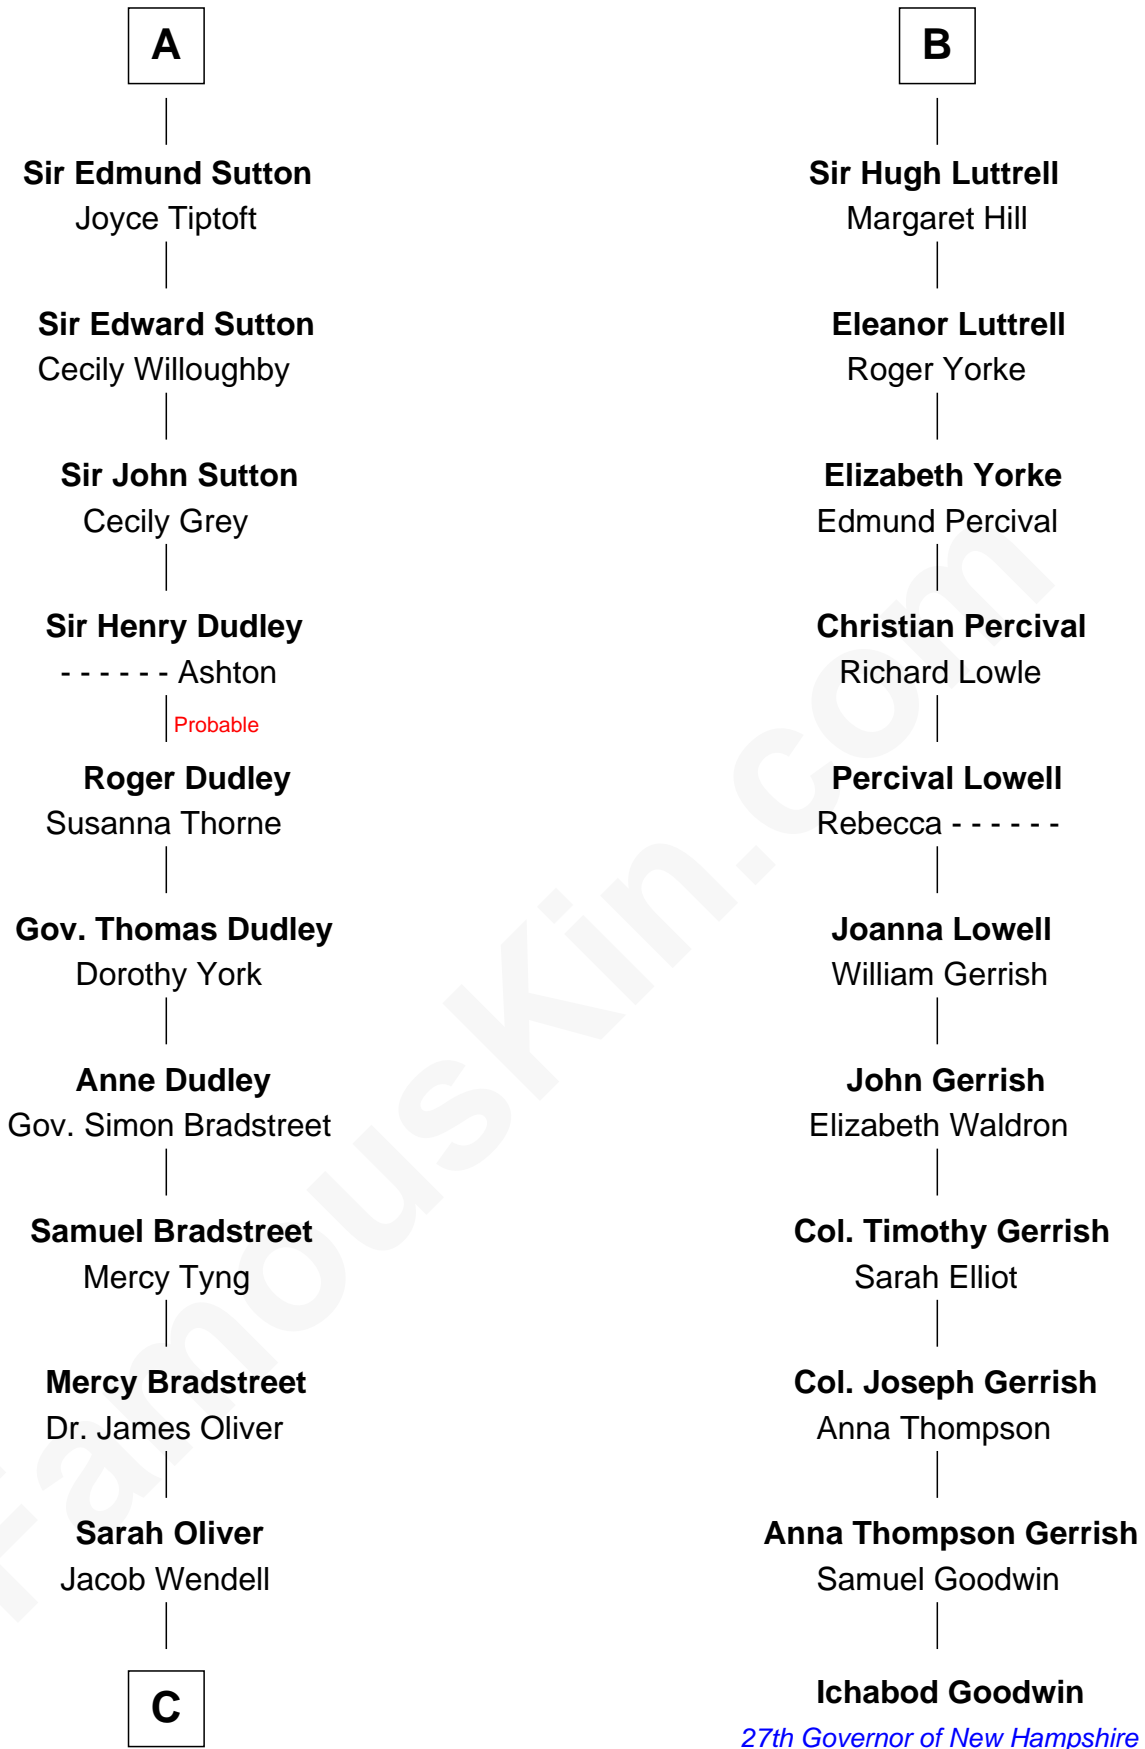 A
Sir Edmund Sutton
Joyce Tiptoft
Sir Edward Sutton
Cecily Willoughby
Sir John Sutton
Cecily Grey
Sir Henry Dudley
- - - - - - Ashton
Probable
Roger Dudley
Susanna Thorne
Gov. Thomas Dudley
Dorothy York
Anne Dudley
Gov. Simon Bradstreet
Samuel Bradstreet
Mercy Tyng
Mercy Bradstreet
Dr. James Oliver
Sarah Oliver
Jacob Wendell
C
B
Sir Hugh Luttrell
Margaret Hill
Eleanor Luttrell
Roger Yorke
Elizabeth Yorke
Edmund Percival
Christian Percival
Richard Lowle
Percival Lowell
Rebecca - - - - - -
Joanna Lowell
William Gerrish
John Gerrish
Elizabeth Waldron
Col. Timothy Gerrish
Sarah Elliot
Col. Joseph Gerrish
Anna Thompson
Anna Thompson Gerrish
Samuel Goodwin
Ichabod Goodwin
27th Governor of New Hampshire
FamousKin.com